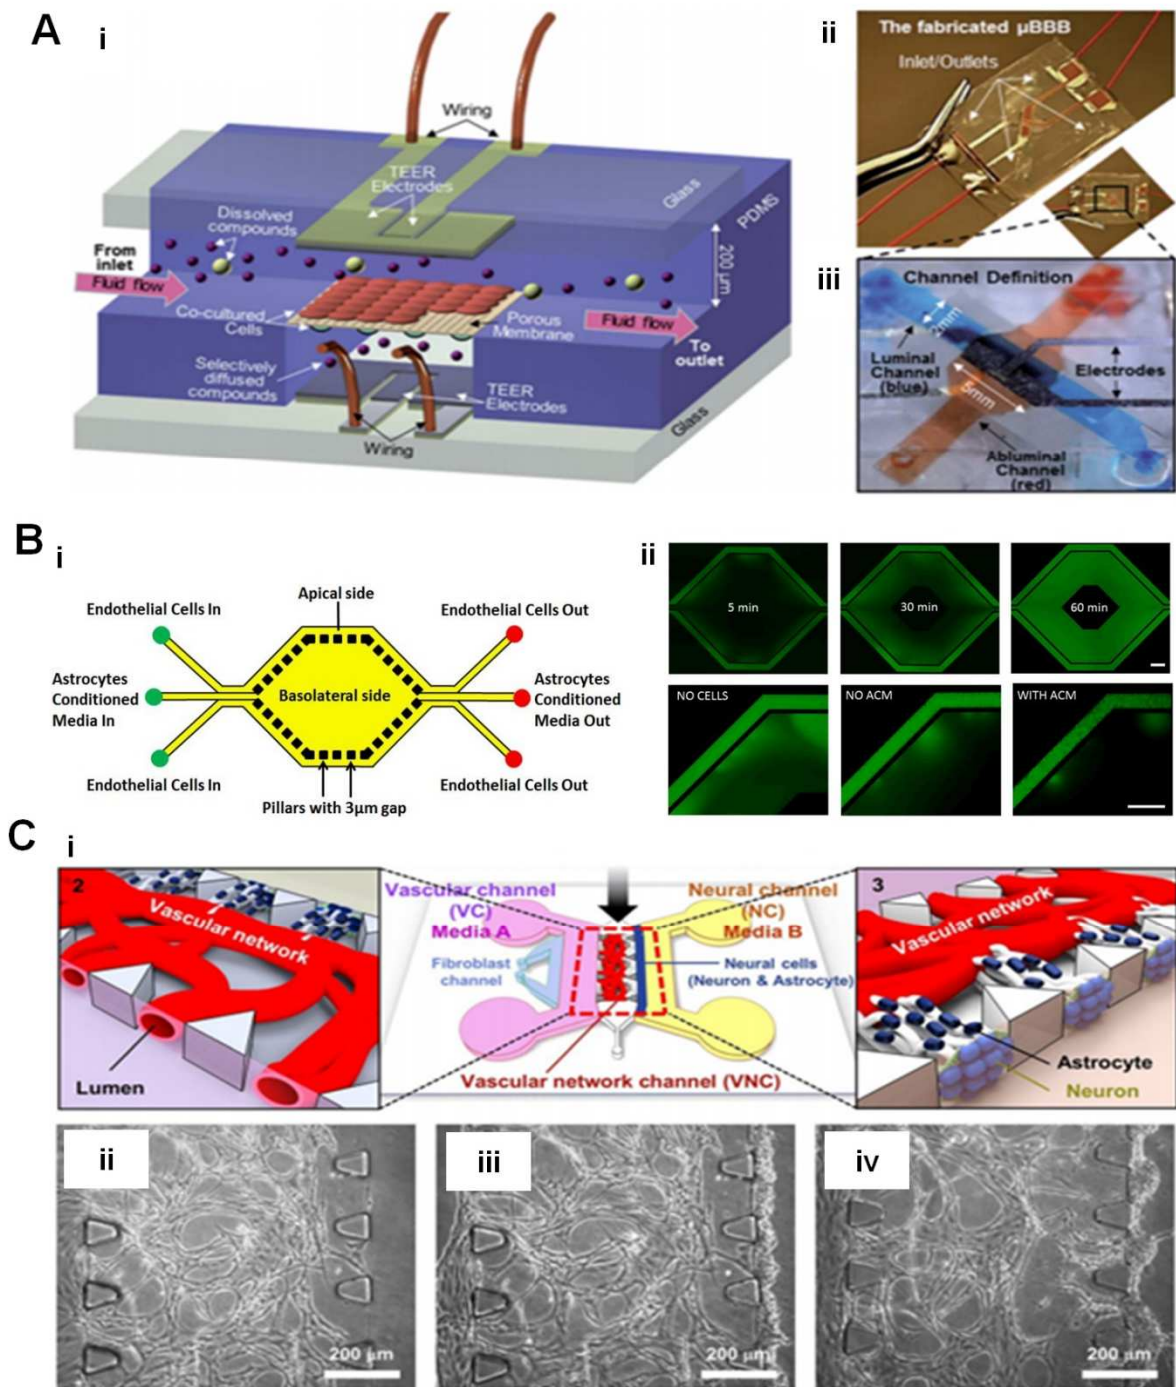 A
i
Wiring
TEER
Electrodes
Glass
PDMS
200 µm
Dissolved
compounds
From
inlet
Fluid flow
Co-cultured
Cells
Porous
Membrane
Fluid flow
To
outlet
Selectively
diffused
compounds
TEER
Electrodes
Wiring
Glass
ii
The fabricated µBBB
Inlet/Outlets
iii
Channel Definition
2mm
Luminal
Channel
(blue)
Electrodes
5mm
Abluminal
Channel
(red)
B
i
Apical side
Endothelial Cells In
Endothelial Cells Out
Astrocytes
Conditioned
Media In
Basolateral side
Astrocytes
Conditioned
Media Out
Endothelial Cells In
Endothelial Cells Out
Pillars with 3µm gap
ii
5 min
30 min
60 min
NO CELLS
NO ACM
WITH ACM
C
i
2
Vascular network
Lumen
Vascular channel
(VC)
Media A
Fibroblast
channel
Neural channel
(NC)
Media B
Neural cells
(Neuron & Astrocyte)
Vascular network channel (VNC)
3
Vascular network
Astrocyte
Neuron
ii
200 µm
iii
200 µm
iv
200 µm